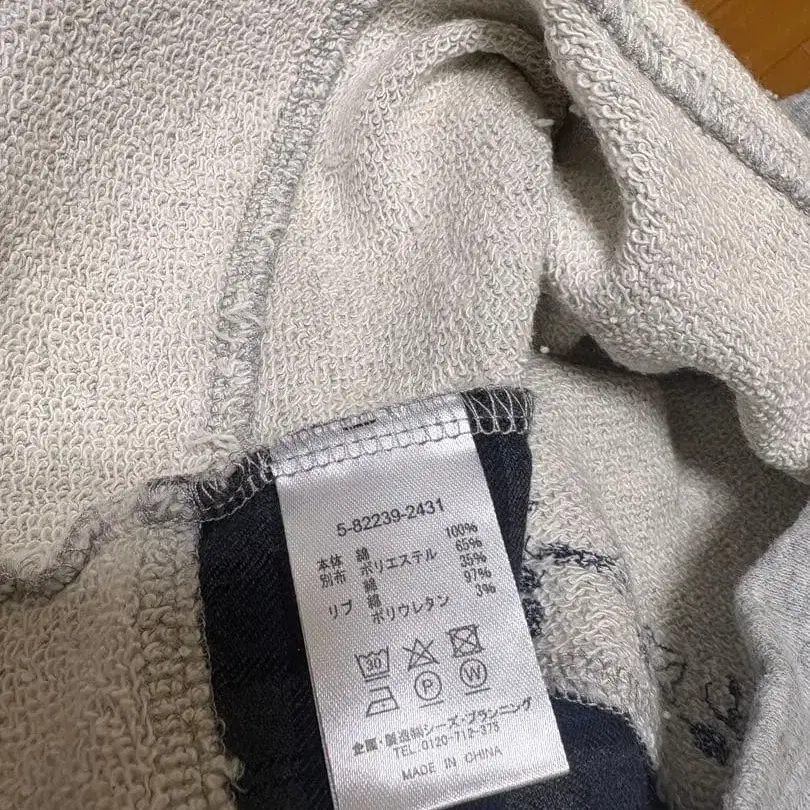 5-82239-2431
本体 綿 100%
別布 ポリエステル 65%
綿 35%
リブ 綿 97%
ポリウレタン 3%
30
P W
企画・製造㈱シーズ・プランニング
TEL.0120-712-373
MADE IN CHINA